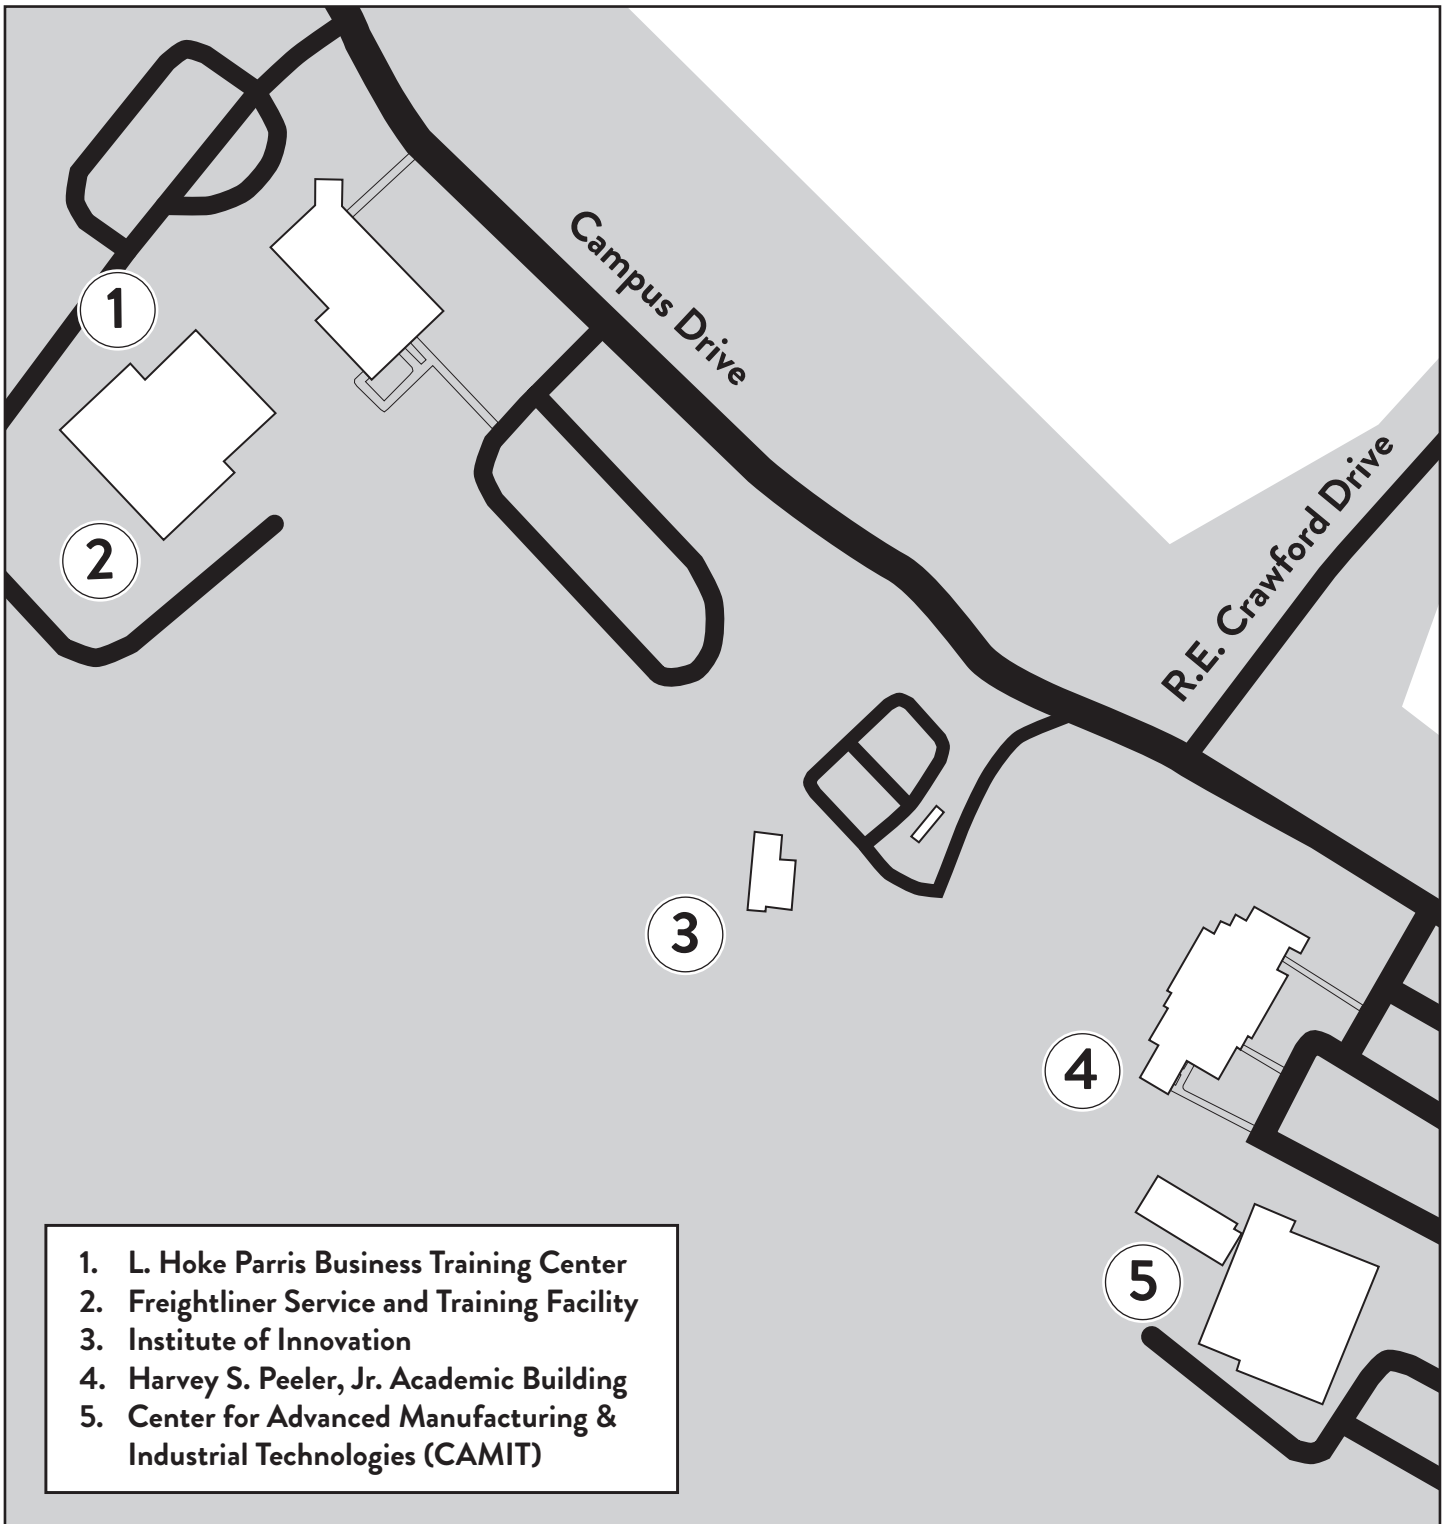 Campus Drive
R.E. Crawford Drive
1
2
3
4
5
1. L. Hoke Parris Business Training Center
2. Freightliner Service and Training Facility
3. Institute of Innovation
4. Harvey S. Peeler, Jr. Academic Building
5. Center for Advanced Manufacturing &
Industrial Technologies (CAMIT)